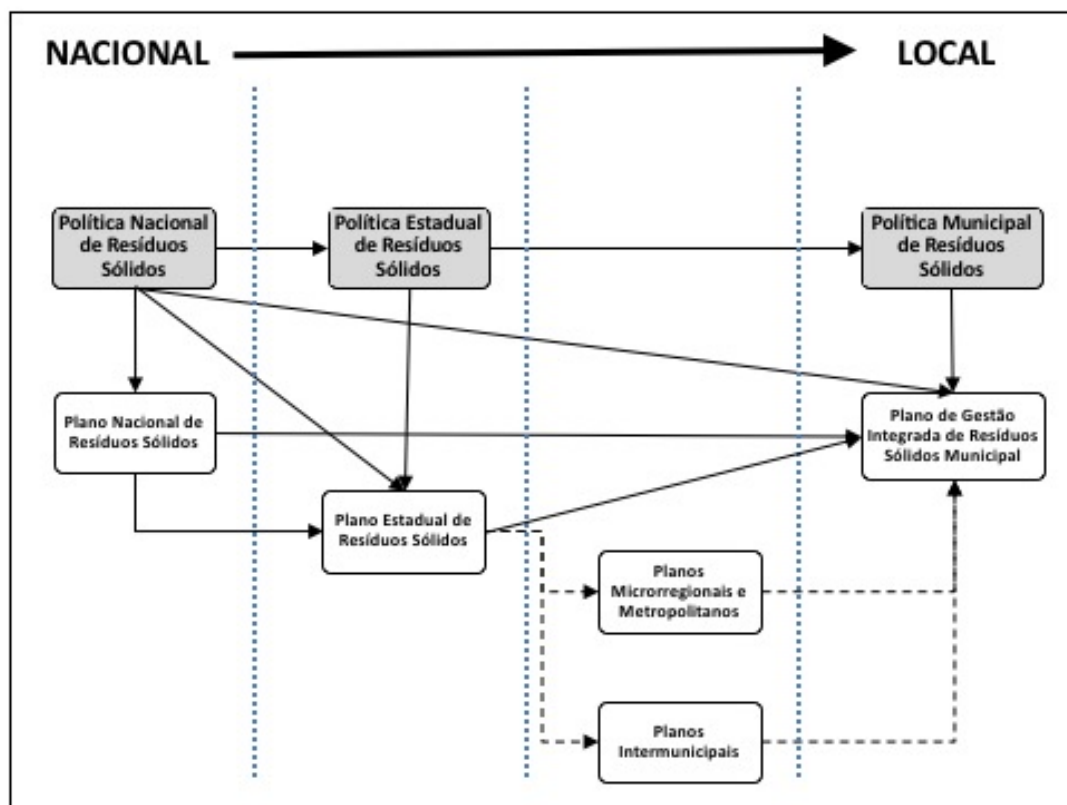 NACIONAL
LOCAL
Política Nacional
de Resíduos
Sólidos
Política Estadual
de Resíduos
Sólidos
Política Municipal
de Resíduos
Sólidos
Plano Nacional de
Resíduos Sólidos
Plano de Gestão
Integrada de Resíduos
Sólidos Municipal
Plano Estadual de
Resíduos Sólidos
Planos
Microrregionais e
Metropolitanos
Planos
Intermunicipais